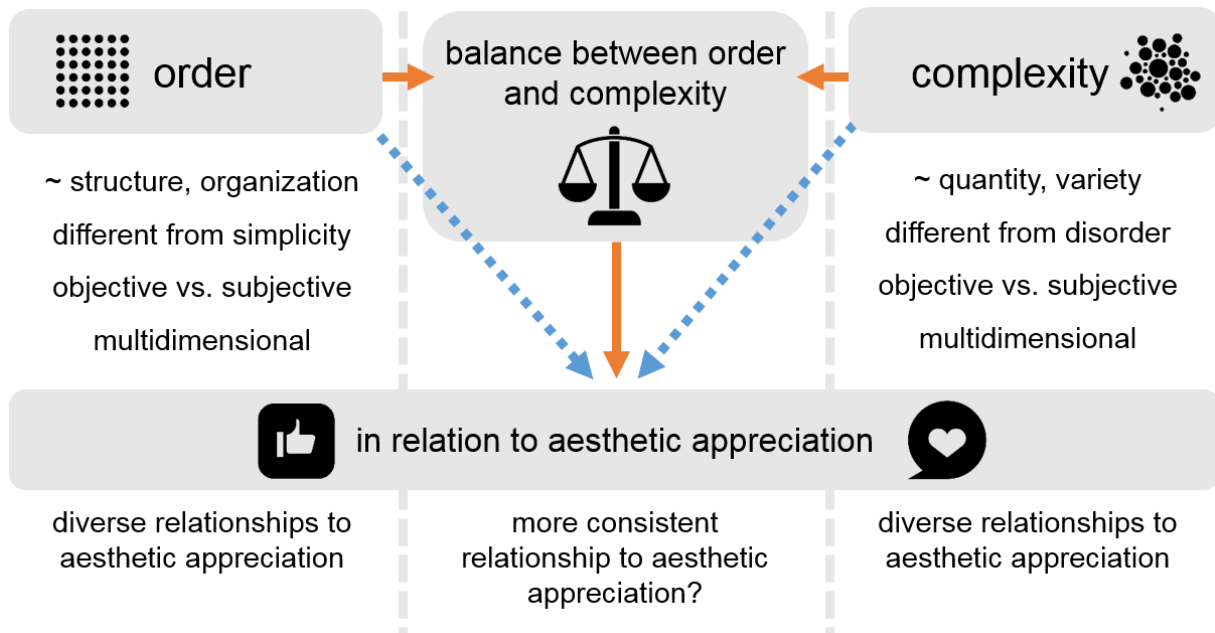 order
balance between order
and complexity
complexity
~ structure, organization
different from simplicity
objective vs. subjective
multidimensional
~ quantity, variety
different from disorder
objective vs. subjective
multidimensional
in relation to aesthetic appreciation
diverse relationships to
aesthetic appreciation
more consistent
relationship to aesthetic
appreciation?
diverse relationships to
aesthetic appreciation